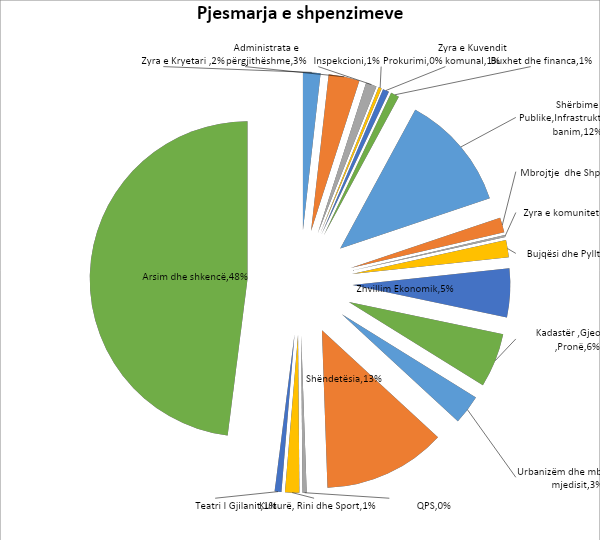 Pjesmarja e shpenzimeve
Zyra e Kryetari ,2%
Administrata e
përgjithshme,3%
Inspekcioni,1%
Prokurimi,0%
Zyra e Kuvendit
komunal,1%
Buxhet dhe financa,1%
Shërbime
Publike,Infrastrukt
banim,12%
Mbrojtje dhe Shp
Zyra e komunitet
Bujqësi dhe Pyllt
Zhvillim Ekonomik,5%
Kadastër ,Gjeo
,Pronë,6%
Urbanizëm dhe mb
mjedisit,3%
Shëndetësia,13%
QPS,0%
Kulturë, Rini dhe Sport,1%
Teatri I Gjilanit,1%
Arsim dhe shkencë,48%